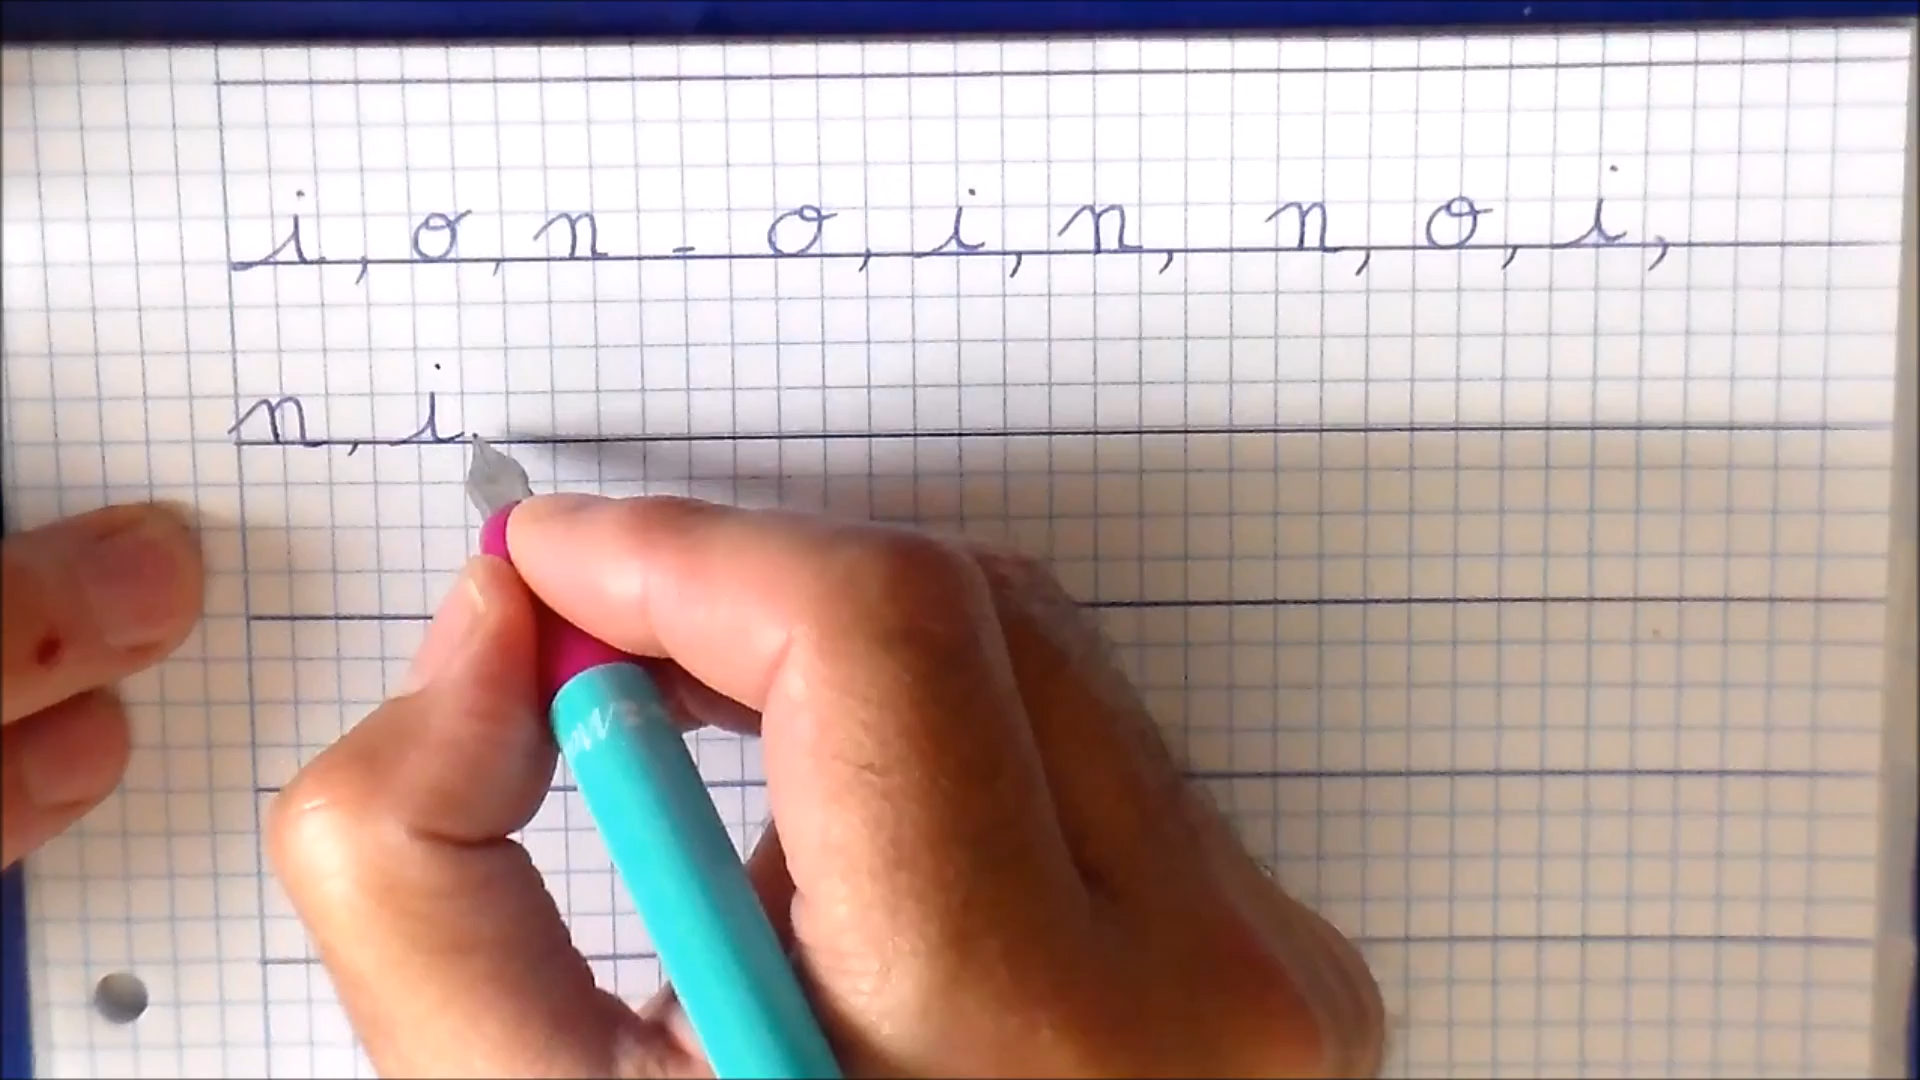 i, o, n - o, i, n, n, o, i,
n, i,